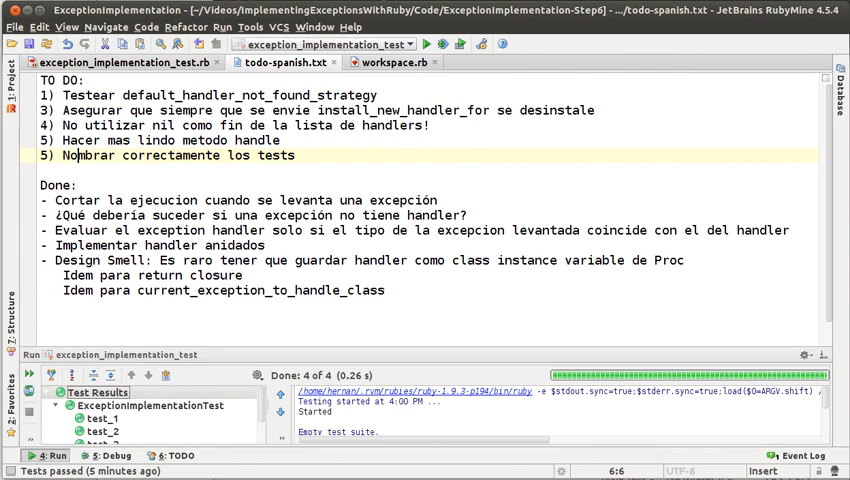 ExceptionImplementation - [~/Videos/ImplementingExceptionsWithRuby/Code/ExceptionImplementation-Step6] - .../todo-spanish.txt - JetBrains RubyMine 4.5.4
File Edit View Navigate Code Refactor Run Tools VCS Window Help
exception_implementation_test
exception_implementation_test.rb todo-spanish.txt workspace.rb
1: Project
Database
TO DO:
1) Testear default_handler_not_found_strategy
3) Asegurar que siempre que se envie install_new_handler_for se desinstale
4) No utilizar nil como fin de la lista de handlers!
5) Hacer mas lindo metodo handle
5) Nombrar correctamente los tests
Done:
- Cortar la ejecucion cuando se levanta una excepción
- ¿Qué debería suceder si una excepción no tiene handler?
- Evaluar el exception handler solo si el tipo de la excepcion levantada coincide con el del handler
- Implementar handler anidados
- Design Smell: Es raro tener que guardar handler como class instance variable de Proc
Idem para return closure
Idem para current_exception_to_handle_class
7: Structure
2: Favorites
Run exception_implementation_test
Done: 4 of 4 (0.26 s)
Test Results
ExceptionImplementationTest
test_1
test_2
/home/hernan/.rvm/rubies/ruby-1.9.3-p194/bin/ruby -e $stdout.sync=true;$stderr.sync=true;load($0=ARGV.shift) /
Testing started at 4:00 PM ...
Started
Empty test suite.
4: Run 5: Debug 6: TODO Event Log
Tests passed (5 minutes ago) 6:6 UTF-8 Insert